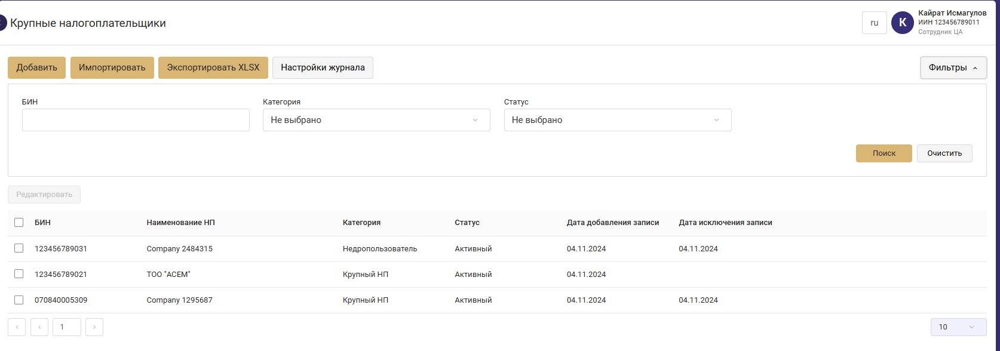 Крупные налогоплательщики
ru
К
Кайрат Исмагулов
ИИН 123456789011
Сотрудник ЦА
Добавить
Импортировать
Экспортировать XLSX
Настройки журнала
Фильтры
БИН
Категория
Статус
Не выбрано
Не выбрано
Поиск
Очистить
Редактировать
БИН Наименование НП Категория Статус Дата добавления записи Дата исключения записи
123456789031 Company 2484315 Недропользователь Активный 04.11.2024 04.11.2024
123456789021 ТОО "АСЕМ" Крупный НП Активный 04.11.2024
070840005309 Company 1295687 Крупный НП Активный 04.11.2024 04.11.2024
1
10